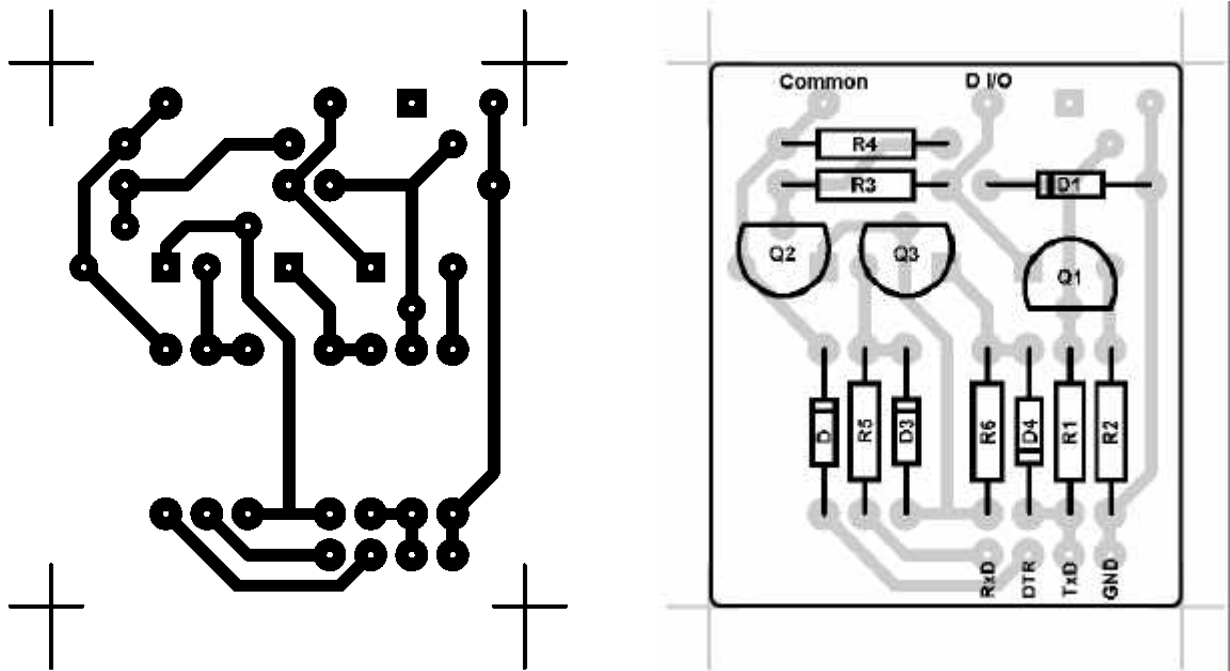 Common D I/O
R4
R3 D1
Q2 Q3 Q1
D R5 D3 R6 D4 R1 R2
RxD DTR TxD GND